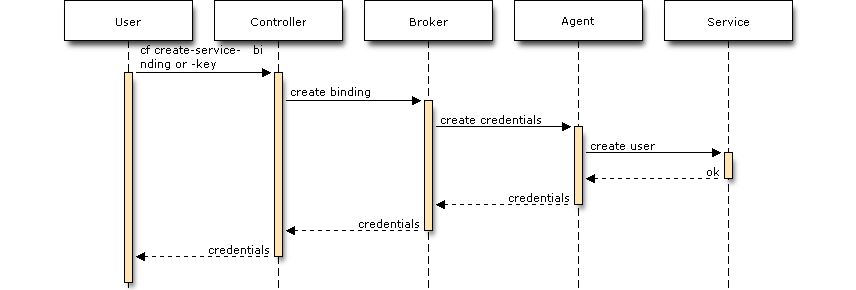 User
Controller
Broker
Agent
Service
cf create-service- bi
nding or -key
create binding
create credentials
create user
ok
credentials
credentials
credentials